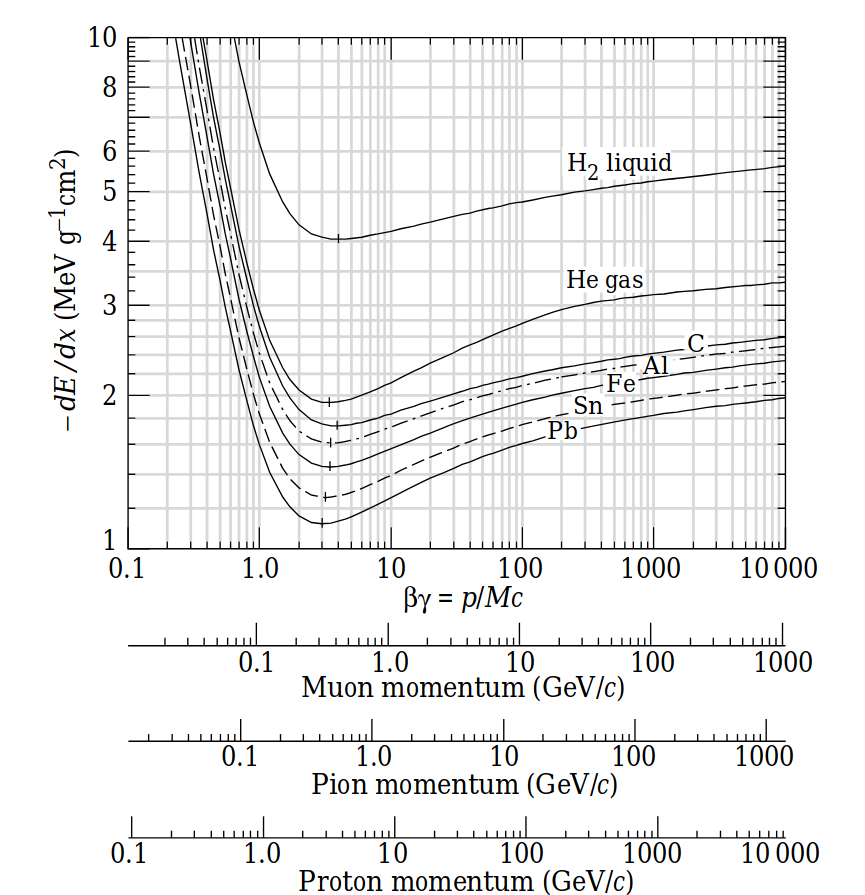 10
8
6
5
4
3
2
1
−dE/dx (MeV g−1cm2)
H2 liquid
He gas
C
Al
Fe
Sn
Pb
0.1 1.0 10 100 1000 10 000
βγ = p/Mc
0.1 1.0 10 100 1000
Muon momentum (GeV/c)
0.1 1.0 10 100 1000
Pion momentum (GeV/c)
0.1 1.0 10 100 1000 10 000
Proton momentum (GeV/c)